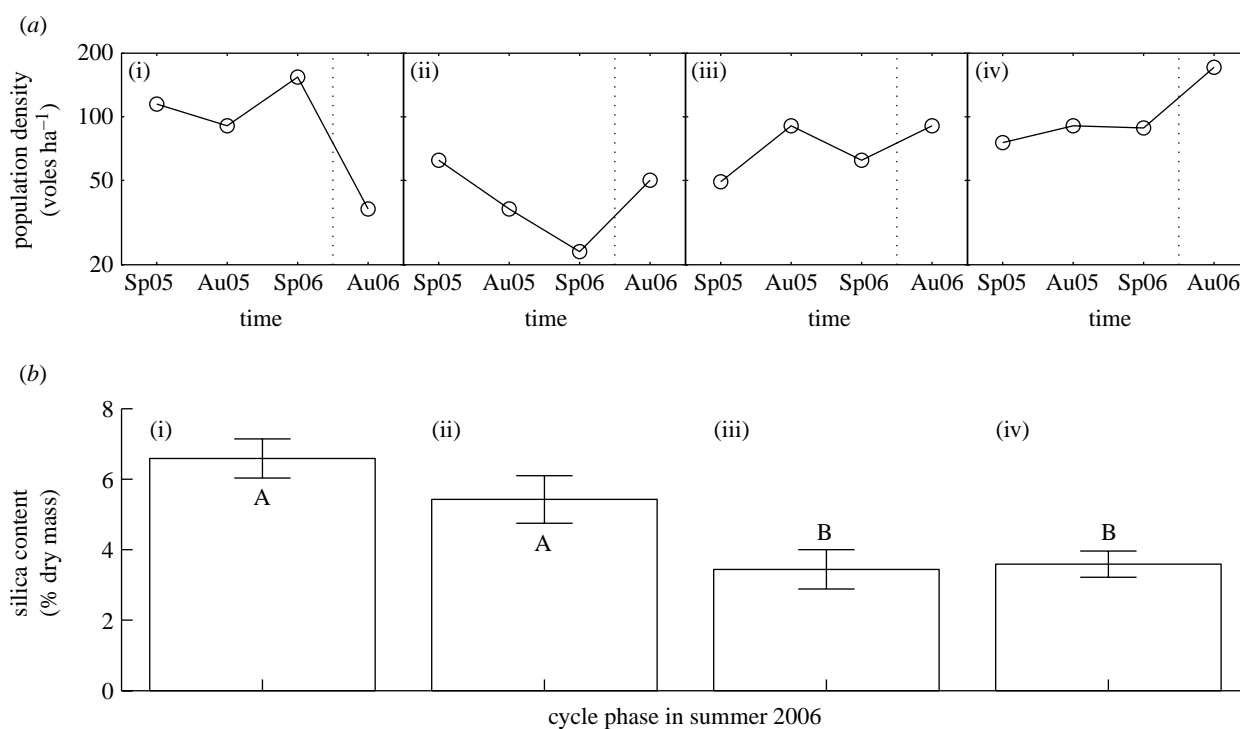 (a)
200
100
50
20
population density
(voles ha⁻¹)
(i)
(ii)
(iii)
(iv)
Sp05 Au05 Sp06 Au06 Sp05 Au05 Sp06 Au06 Sp05 Au05 Sp06 Au06 Sp05 Au05 Sp06 Au06
time time time time
(b)
8
6
4
2
0
silica content
(% dry mass)
(i)
(ii)
(iii)
(iv)
A
A
B
B
cycle phase in summer 2006